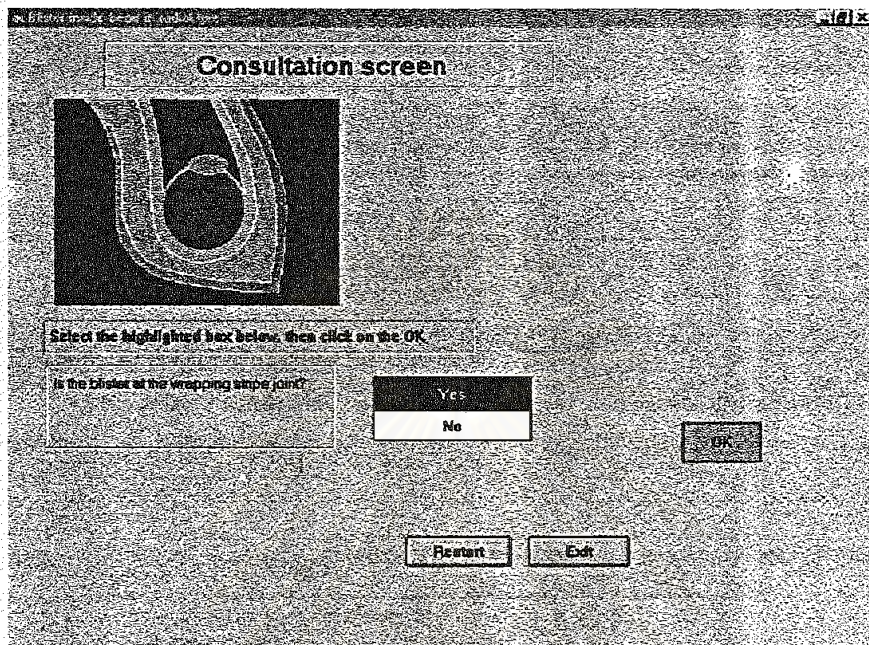 Consultation screen
Select the highlighted box below, then click on the OK
Is the blister at the wrapping stripe joint?
Yes
No
OK
Restart
Exit